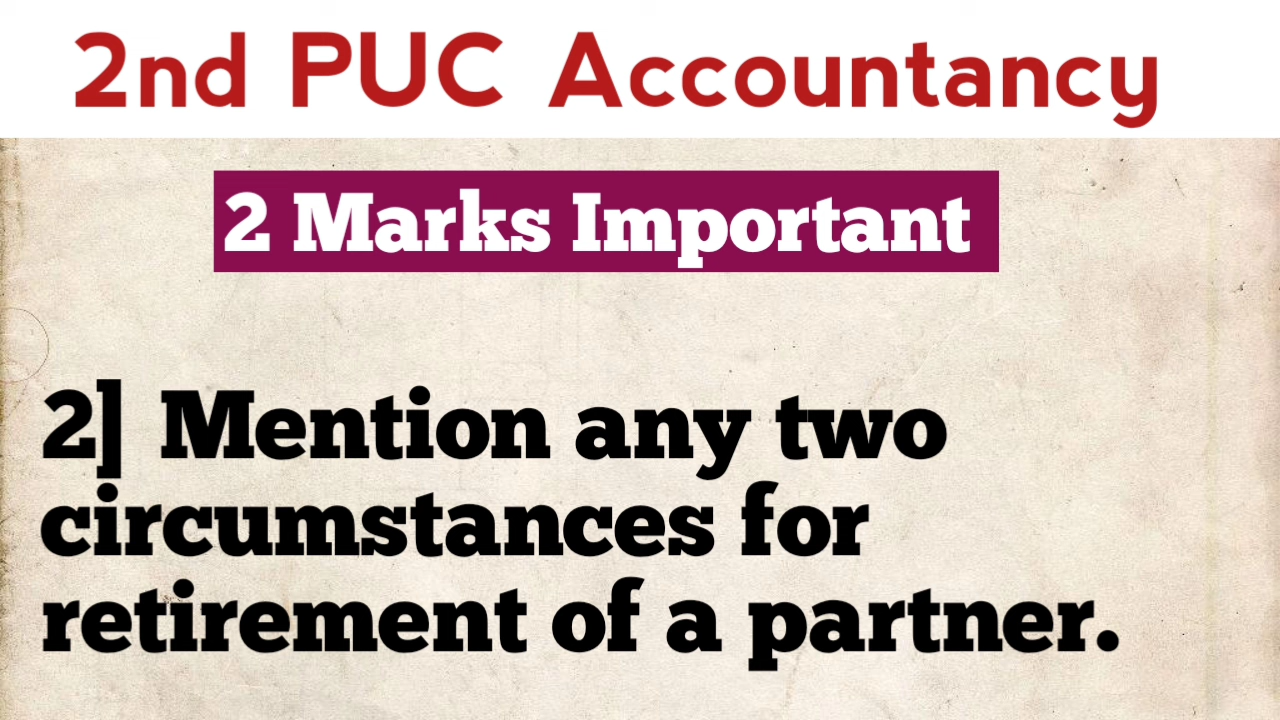 2nd PUC Accountancy
2 Marks Important
2] Mention any two
circumstances for
retirement of a partner.